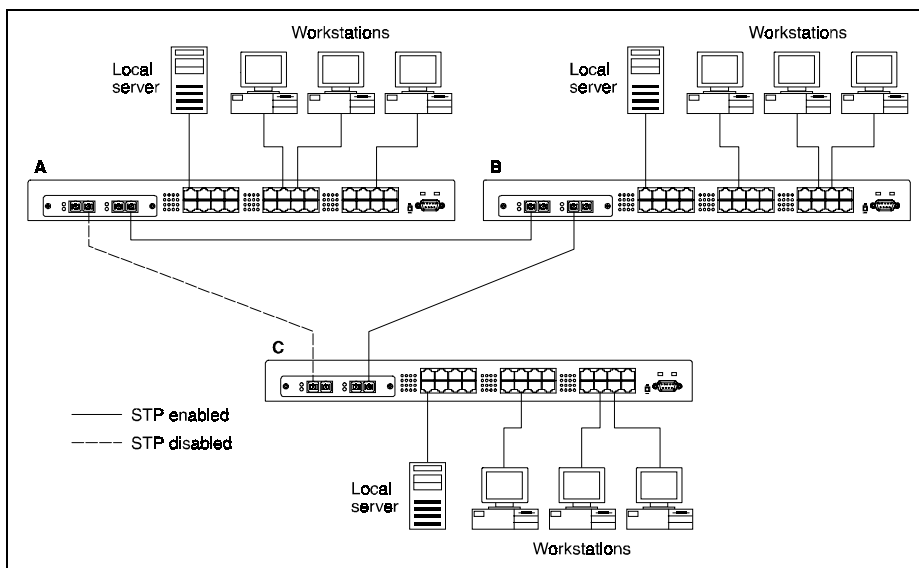 Workstations
Local
server
A
Workstations
Local
server
B
C
STP enabled
STP disabled
Local
server
Workstations